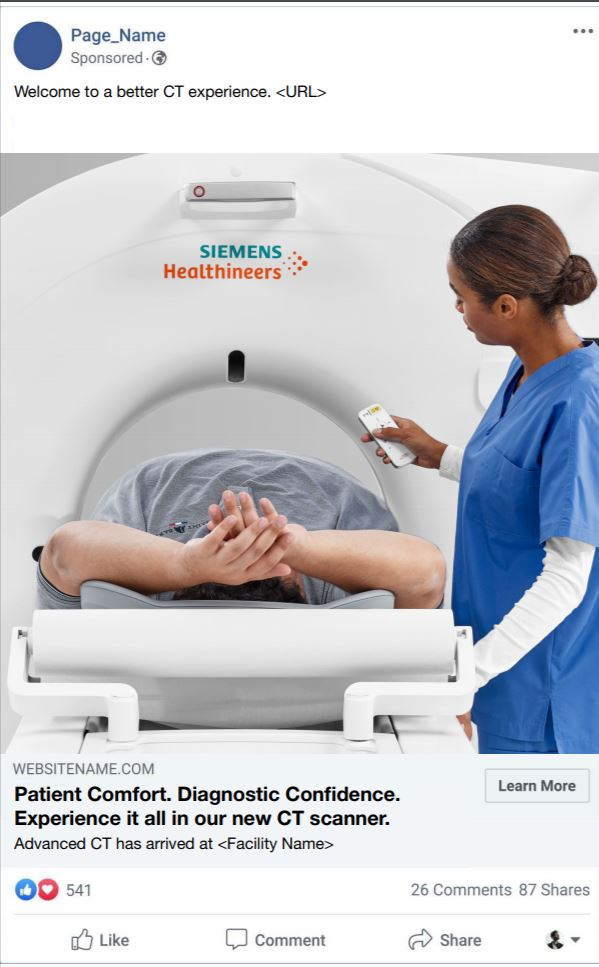 Page_Name
Sponsored ·
Welcome to a better CT experience. <URL>
SIEMENS
Healthineers
WEBSITENAME.COM
Patient Comfort. Diagnostic Confidence.
Experience it all in our new CT scanner.
Advanced CT has arrived at <Facility Name>
Learn More
541
26 Comments 87 Shares
Like
Comment
Share